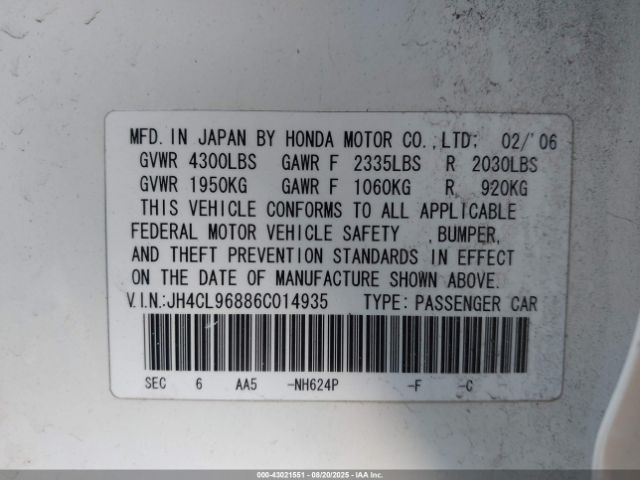 MFD. IN JAPAN BY HONDA MOTOR CO., LTD: 02/'06
GVWR 4300LBS GAWR F 2335LBS R 2030LBS
GVWR 1950KG GAWR F 1060KG R 920KG
THIS VEHICLE CONFORMS TO ALL APPLICABLE
FEDERAL MOTOR VEHICLE SAFETY , BUMPER,
AND THEFT PREVENTION STANDARDS IN EFFECT
ON THE DATE OF MANUFACTURE SHOWN ABOVE.
V.I.N.:JH4CL96886C014935 TYPE: PASSENGER CAR
SEC 6 AA5 -NH624P -F -C
000-43021551 - 08/20/2025 - IAAI.COM